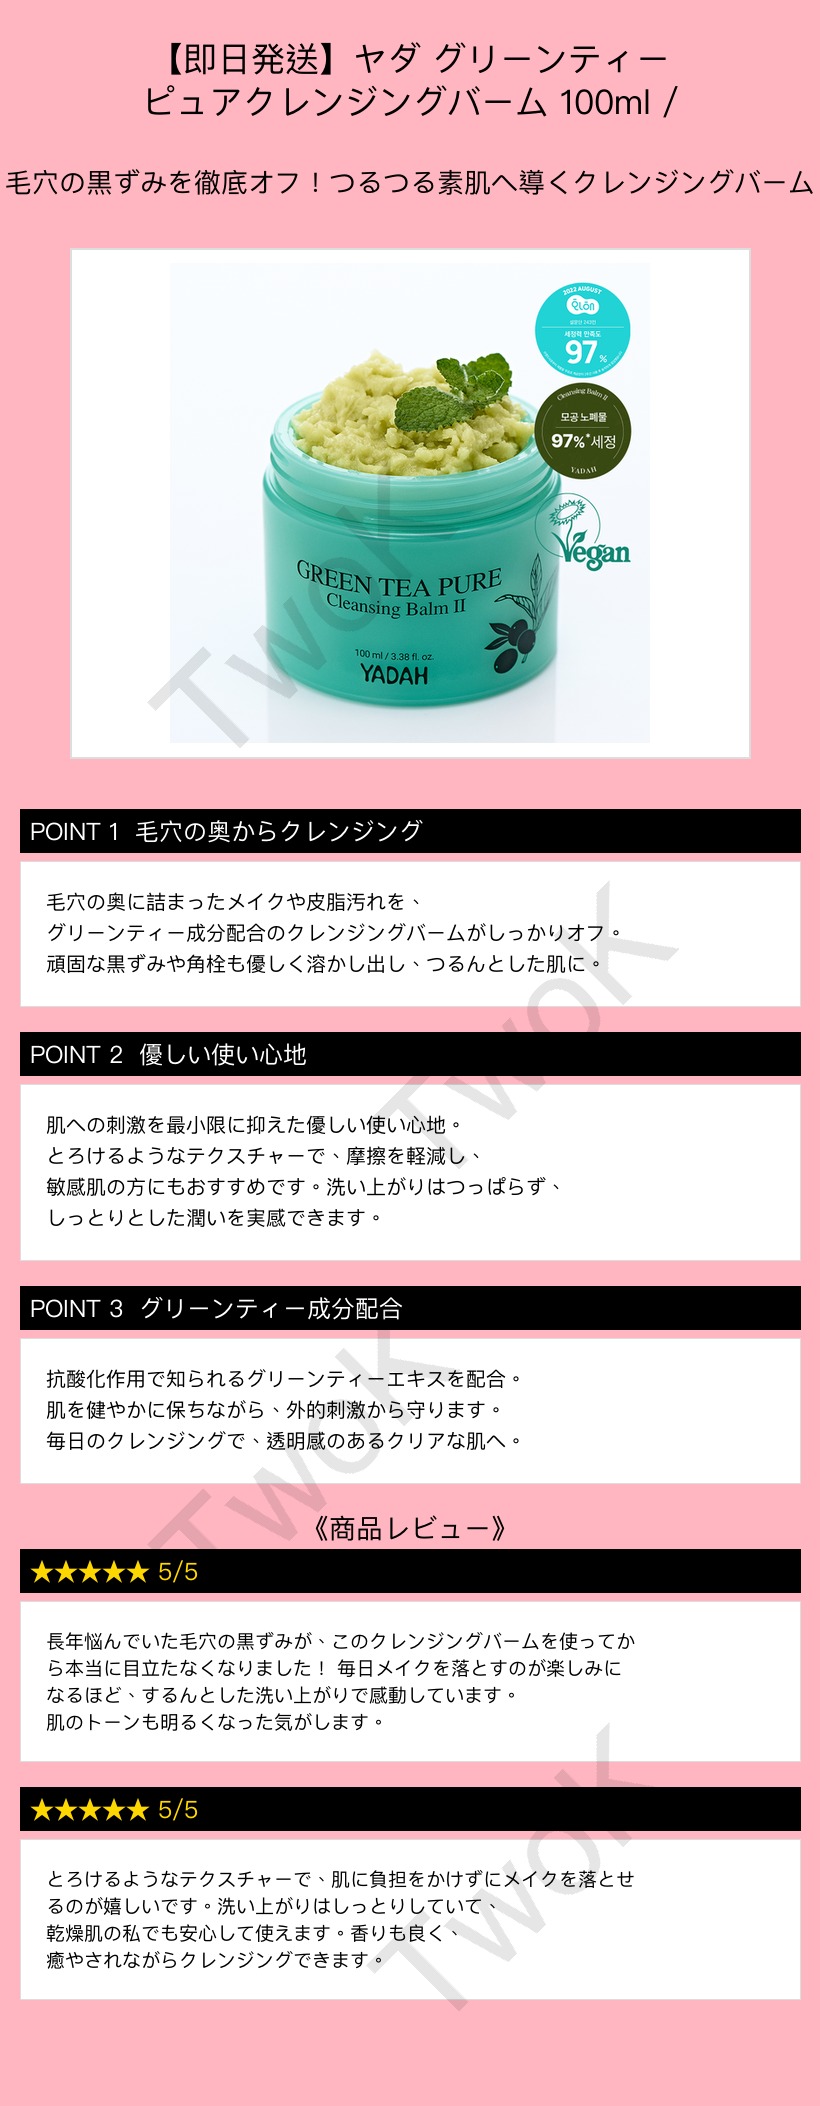 【即日発送】ヤダ グリーンティー
ピュアクレンジングバーム 100ml /
毛穴の黒ずみを徹底オフ！つるつる素肌へ導くクレンジングバーム
2022 AUGUST
세정력 만족도
97%
Cleansing Balm II
모공 노폐물
97%*세정
YADAH
Vegan
GREEN TEA PURE
Cleansing Balm II
100 ml / 3.38 fl. oz.
YADAH
TwoK
POINT 1 毛穴の奥からクレンジング
毛穴の奥に詰まったメイクや皮脂汚れを、
グリーンティー成分配合のクレンジングバームがしっかりオフ。
頑固な黒ずみや角栓も優しく溶かし出し、つるんとした肌に。
TwoK
POINT 2 優しい使い心地
肌への刺激を最小限に抑えた優しい使い心地。
とろけるようなテクスチャーで、摩擦を軽減し、
敏感肌の方にもおすすめです。洗い上がりはつっぱらず、
しっとりとした潤いを実感できます。
POINT 3 グリーンティー成分配合
抗酸化作用で知られるグリーンティーエキスを配合。
肌を健やかに保ちながら、外的刺激から守ります。
毎日のクレンジングで、透明感のあるクリアな肌へ。
TwoK
《商品レビュー》
★★★★★ 5/5
長年悩んでいた毛穴の黒ずみが、このクレンジングバームを使ってか
ら本当に目立たなくなりました！ 毎日メイクを落とすのが楽しみに
なるほど、するんとした洗い上がりで感動しています。
肌のトーンも明るくなった気がします。
★★★★★ 5/5
とろけるようなテクスチャーで、肌に負担をかけずにメイクを落とせ
るのが嬉しいです。洗い上がりはしっとりしていて、
乾燥肌の私でも安心して使えます。香りも良く、
癒やされながらクレンジングできます。
TwoK